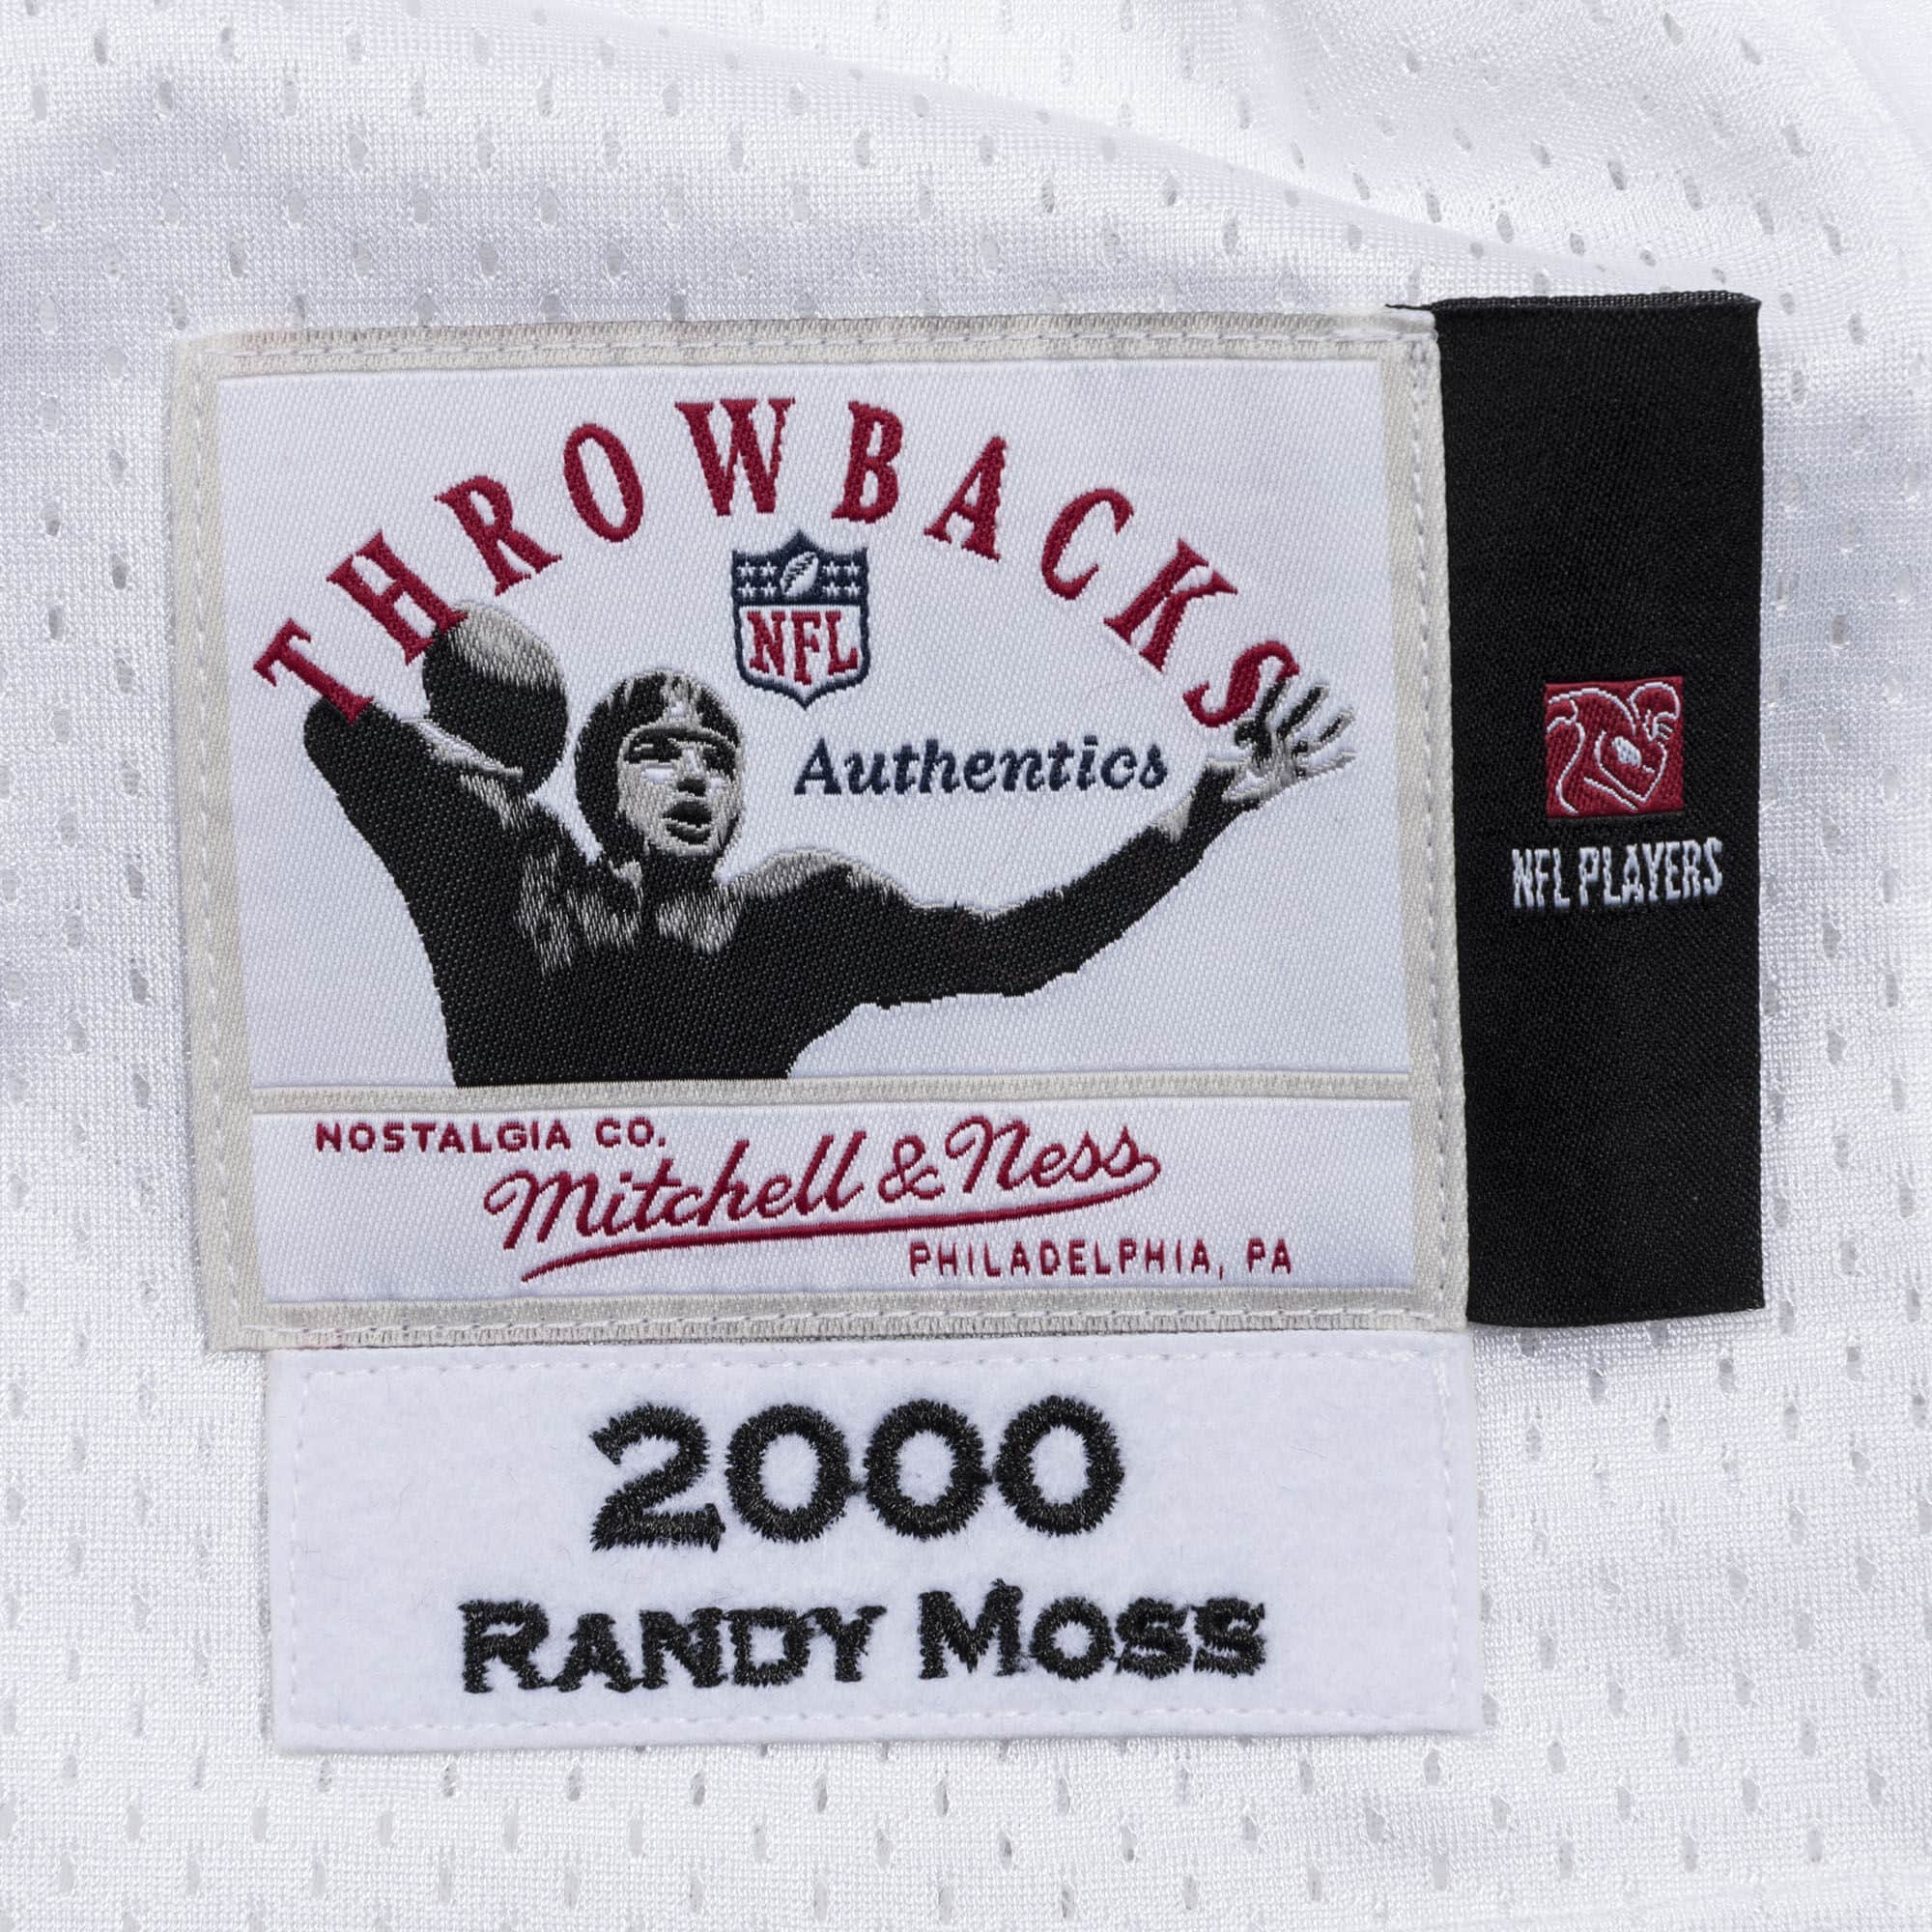 THROWBACKS
NFL
Authentics
NFL PLAYERS
NOSTALGIA CO.
Mitchell & Ness
PHILADELPHIA, PA
2000
RANDY MOSS